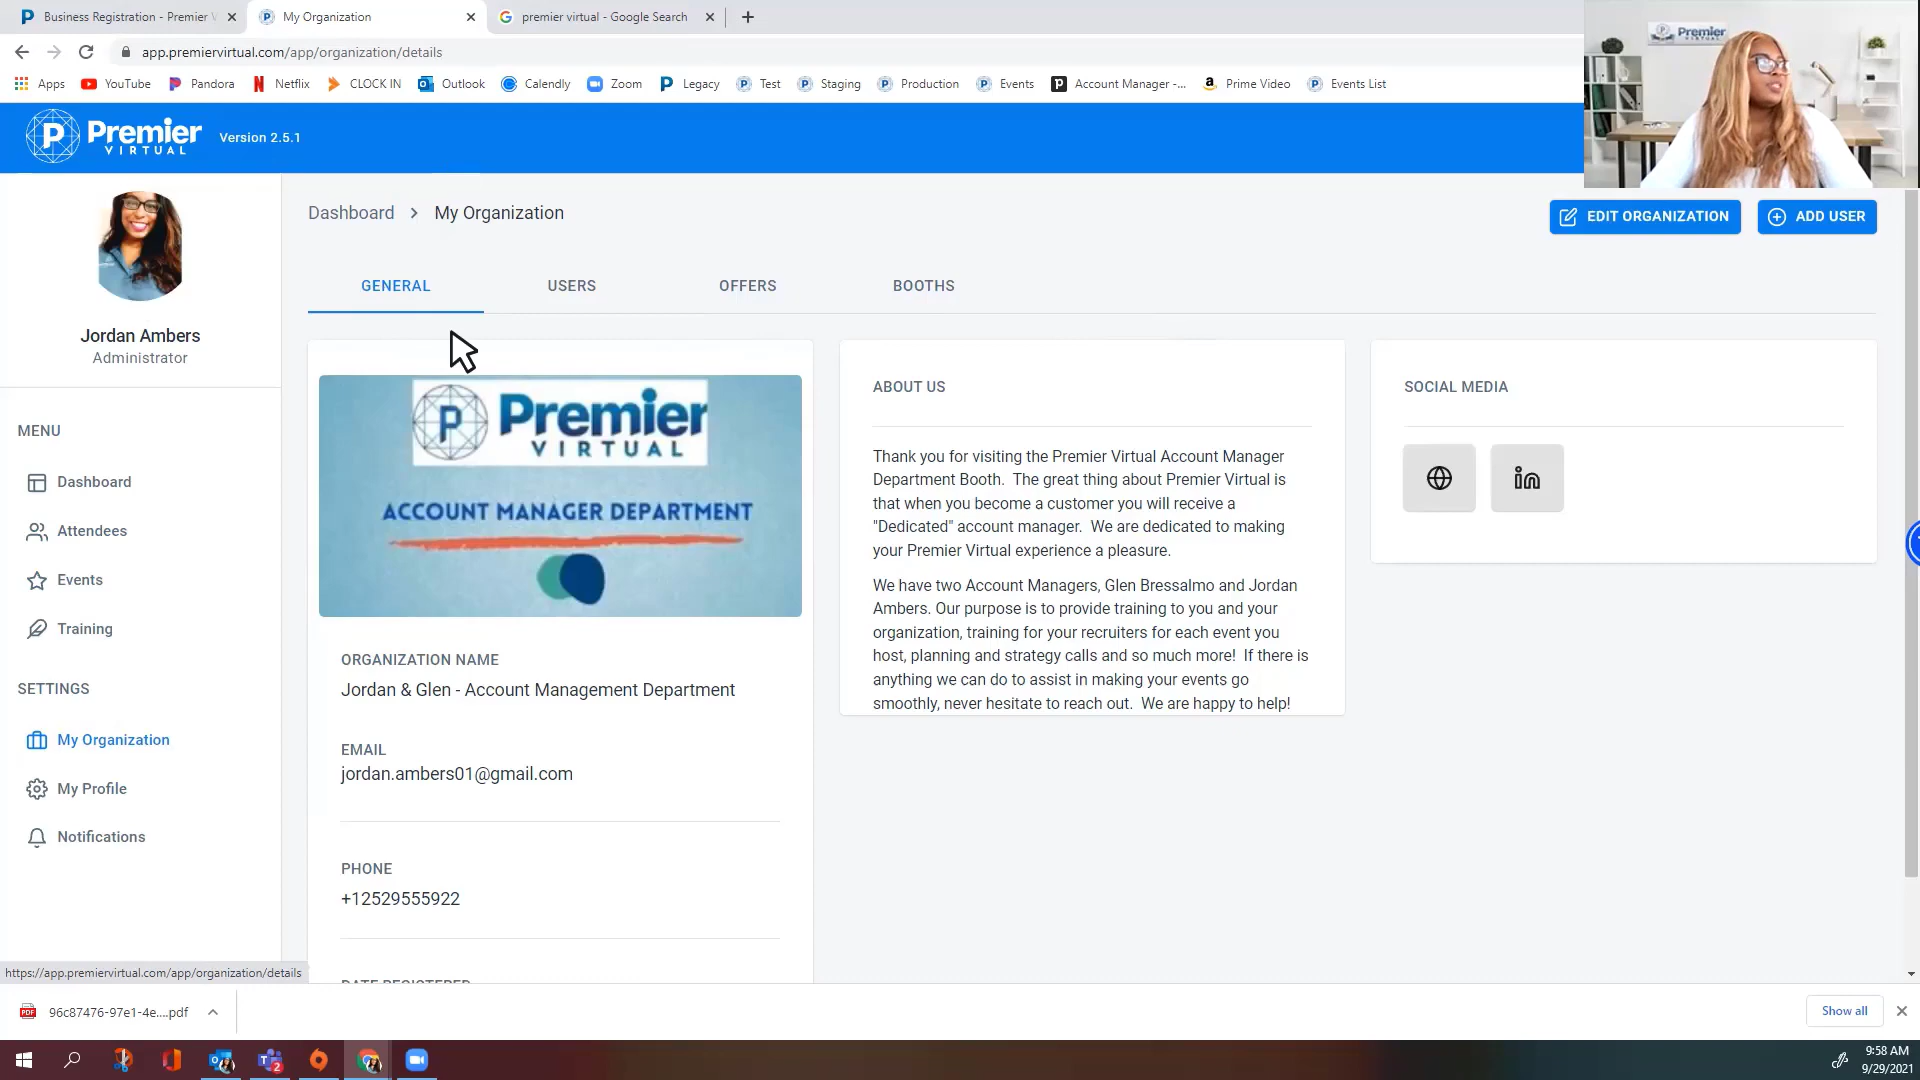 Business Registration - Premier V
My Organization
premier virtual - Google Search
app.premiervirtual.com/app/organization/details
Apps
YouTube
Pandora
Netflix
CLOCK IN
Outlook
Calendly
Zoom
Legacy
Test
Staging
Production
Events
Account Manager -...
Prime Video
Events List
Premier
VIRTUAL
Version 2.5.1
Premier
VIRTUAL
Jordan Ambers
Administrator
MENU
Dashboard
Attendees
Events
Training
SETTINGS
My Organization
My Profile
Notifications
Dashboard > My Organization
EDIT ORGANIZATION
ADD USER
GENERAL
USERS
OFFERS
BOOTHS
P Premier
VIRTUAL
ACCOUNT MANAGER DEPARTMENT
ORGANIZATION NAME
Jordan & Glen - Account Management Department
EMAIL
jordan.ambers01@gmail.com
PHONE
+12529555922
DATE REGISTERED
ABOUT US
Thank you for visiting the Premier Virtual Account Manager
Department Booth. The great thing about Premier Virtual is
that when you become a customer you will receive a
"Dedicated" account manager. We are dedicated to making
your Premier Virtual experience a pleasure.
We have two Account Managers, Glen Bressalmo and Jordan
Ambers. Our purpose is to provide training to you and your
organization, training for your recruiters for each event you
host, planning and strategy calls and so much more! If there is
anything we can do to assist in making your events go
smoothly, never hesitate to reach out. We are happy to help!
SOCIAL MEDIA
in
https://app.premiervirtual.com/app/organization/details
96c87476-97e1-4e....pdf
Show all
9:58 AM
9/29/2021